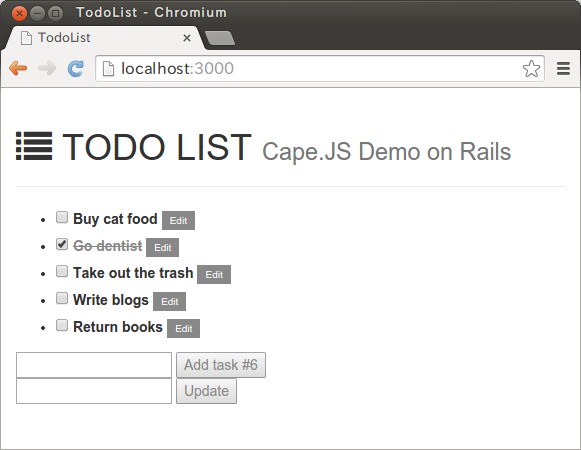 TodoList - Chromium
TodoList
localhost:3000
TODO LIST Cape.JS Demo on Rails
Buy cat food Edit
Go dentist Edit
Take out the trash Edit
Write blogs Edit
Return books Edit
Add task #6
Update